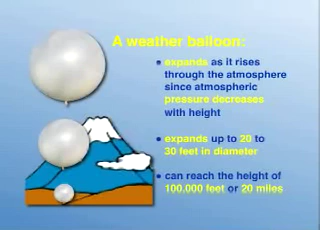 A weather balloon:
• expands as it rises
through the atmosphere
since atmospheric
pressure decreases
with height
• expands up to 20 to
30 feet in diameter
• can reach the height of
100,000 feet or 20 miles